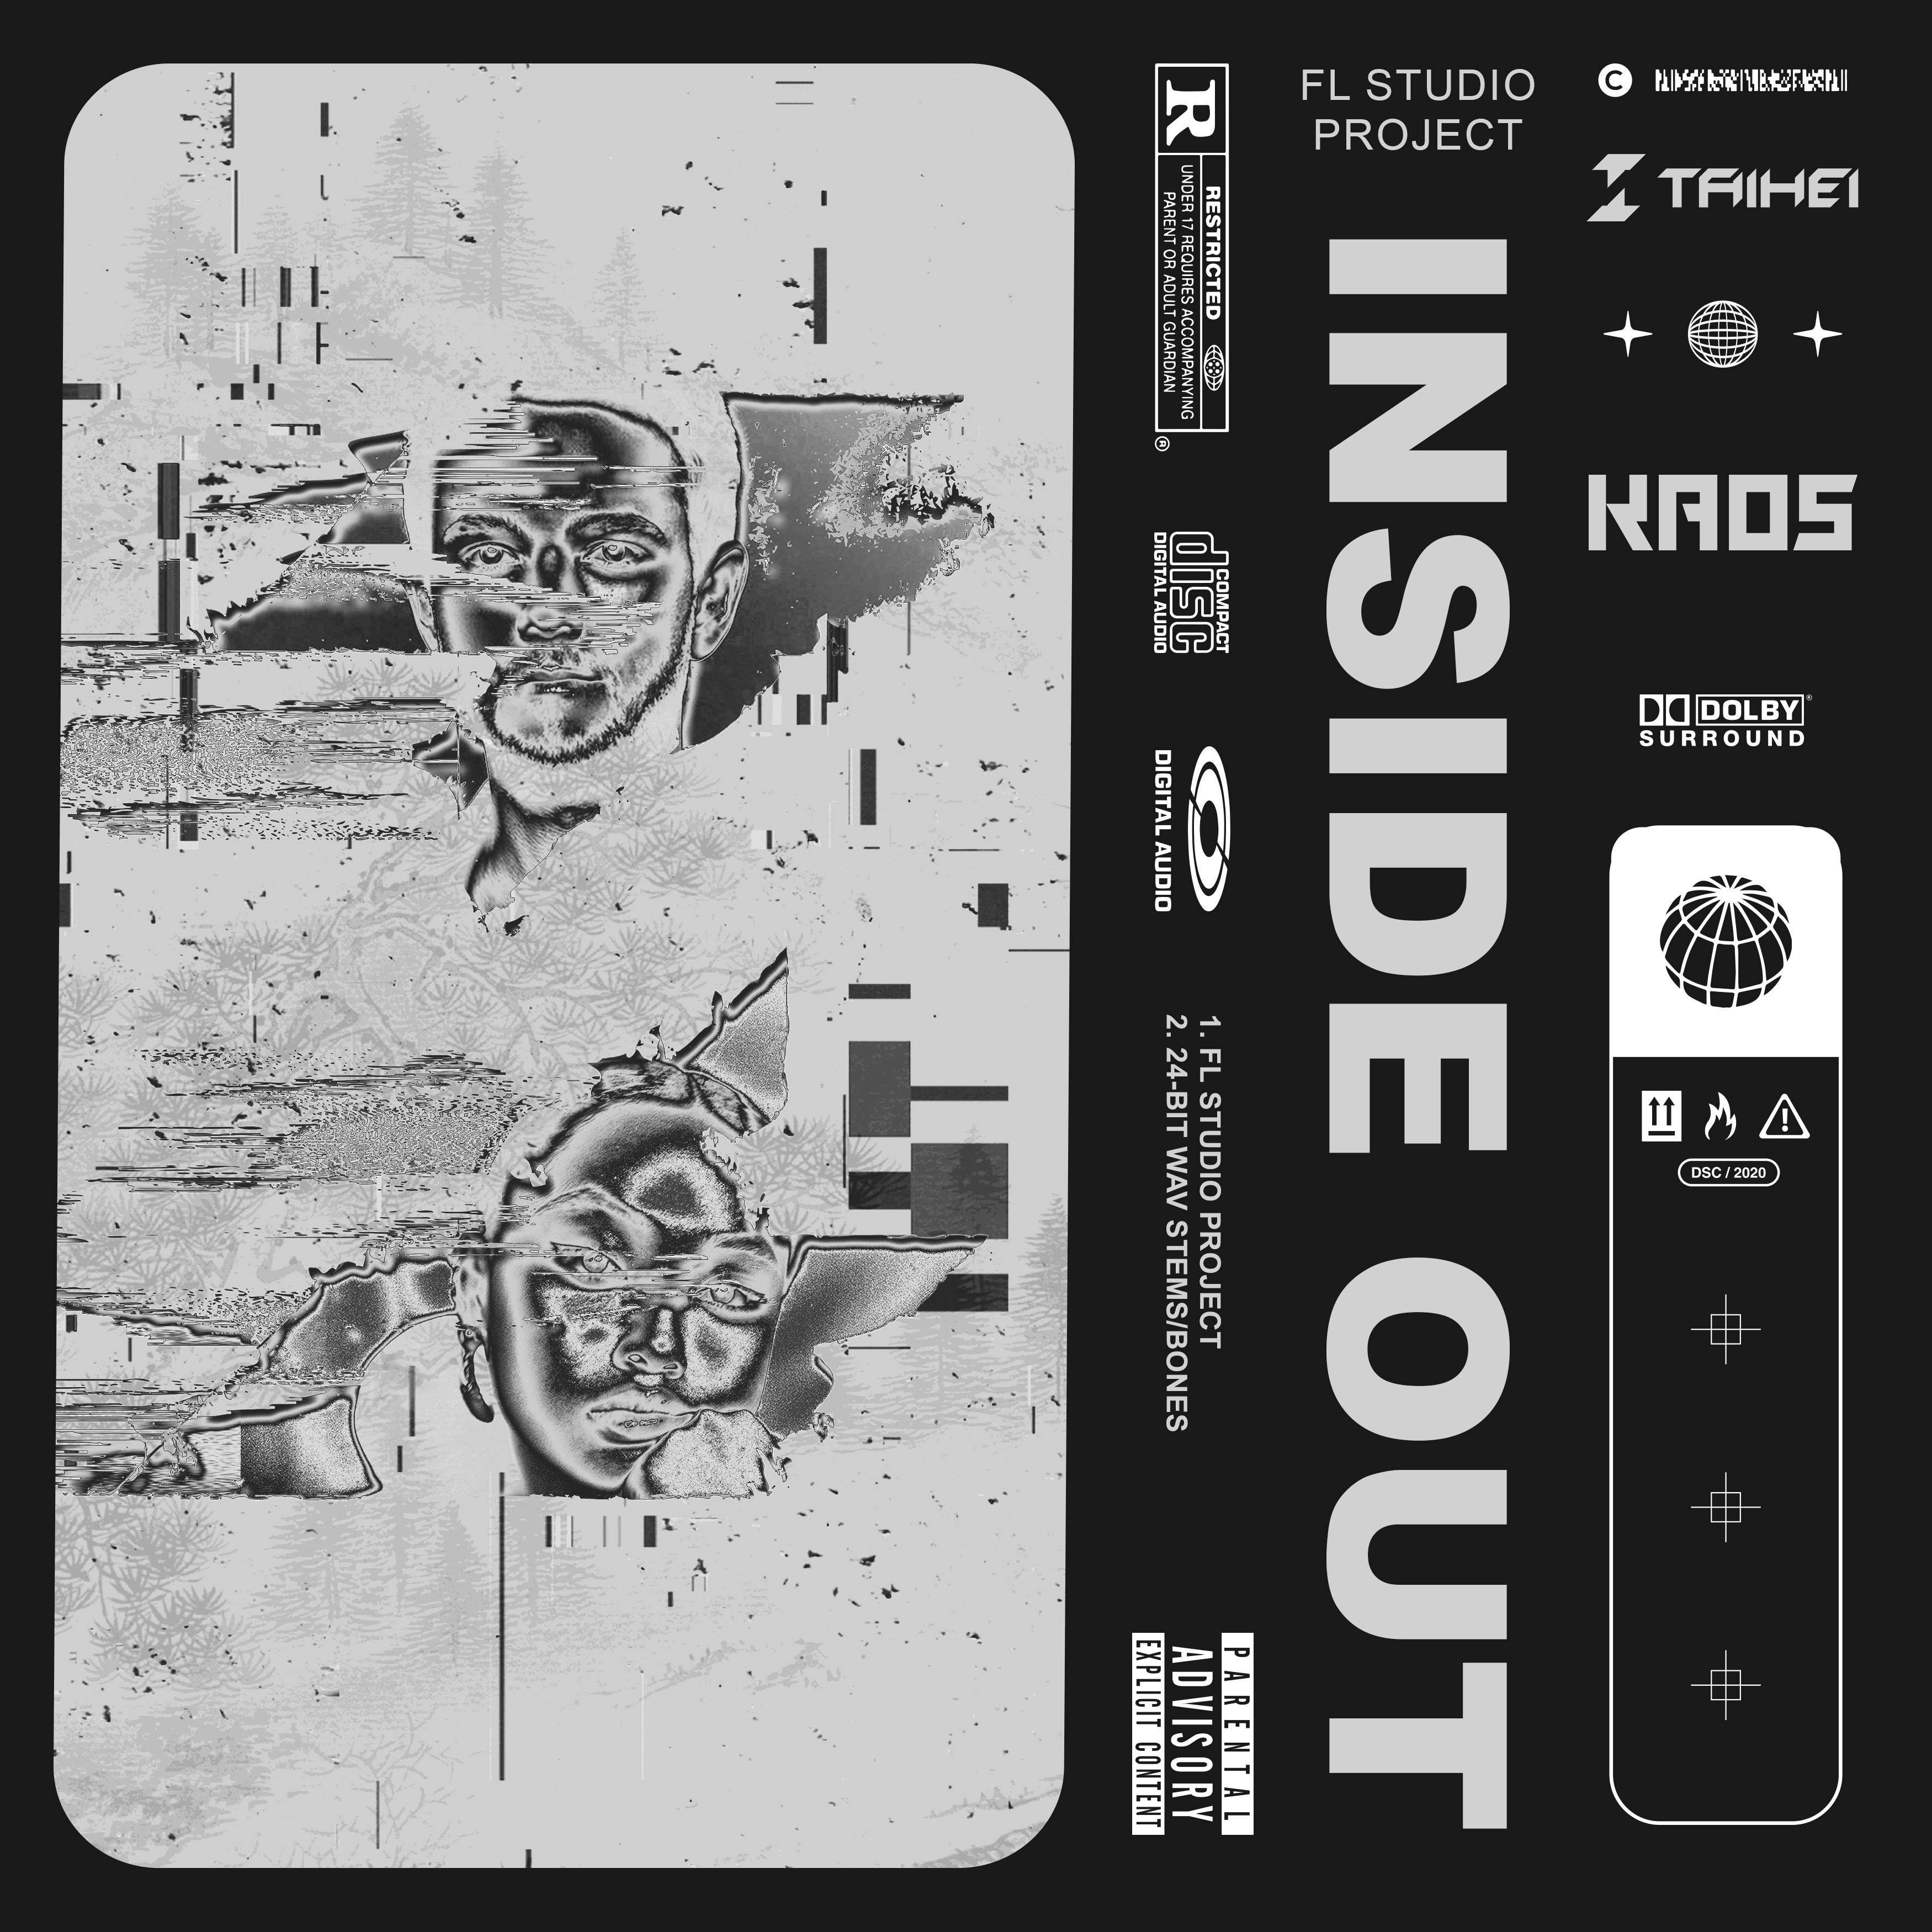 R
RESTRICTED
UNDER 17 REQUIRES ACCOMPANYING
PARENT OR ADULT GUARDIAN
®
COMPACT
disc
DIGITAL AUDIO
DIGITAL AUDIO
1. FL STUDIO PROJECT
2. 24-BIT WAV STEMS/BONES
PARENTAL
ADVISORY
EXPLICIT CONTENT
FL STUDIO
PROJECT
INSIDE OUT
©
TAIHEI
KAOS
DOLBY®
SURROUND
DSC / 2020